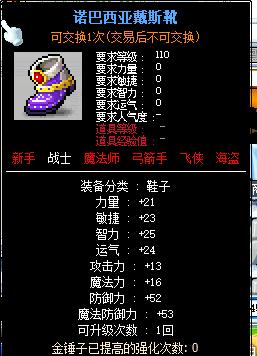 诺巴西亚戴斯靴
可交换1次(交易后不可交换)
要求等级： 110
要求力量： 0
要求敏捷： 0
要求智力： 0
要求运气： 0
要求人气度： -
道具等级： -
道具经验值： -
新手 战士 魔法师 弓箭手 飞侠 海盗
装备分类 : 鞋子
力量 : +21
敏捷 : +23
智力 : +25
运气 : +24
攻击力 : +13
魔法力 : +16
防御力 : +52
魔法防御力 : +53
可升级次数 : 1回
金锤子已提高的强化次数: 0